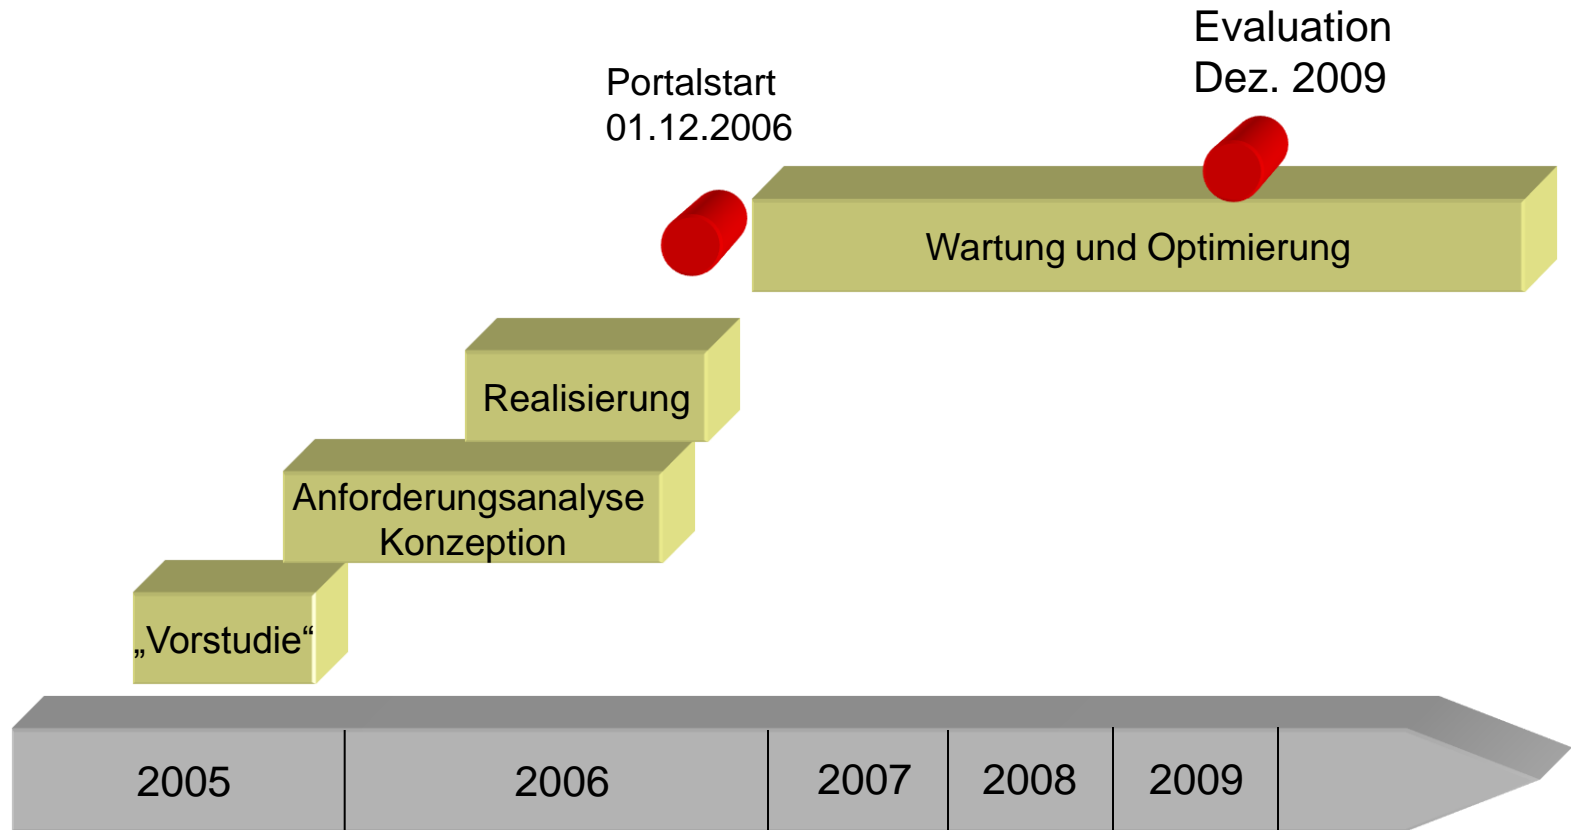 Evaluation
Dez. 2009
Portalstart
01.12.2006
Wartung und Optimierung
Realisierung
Anforderungsanalyse
Konzeption
„Vorstudie“
2005
2006
2007
2008
2009